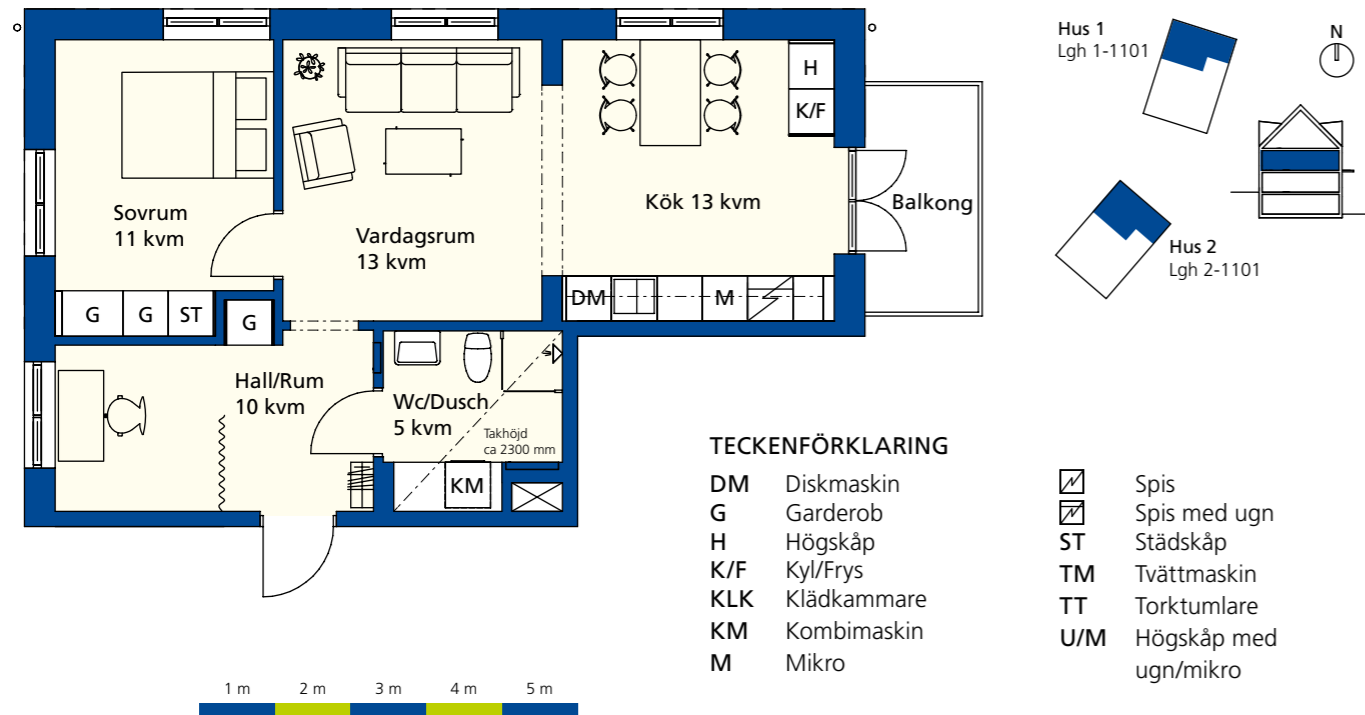 Hus 1
Lgh 1-1101
N
H
K/F
Sovrum
11 kvm
Vardagsrum
13 kvm
Kök 13 kvm
Balkong
Hus 2
Lgh 2-1101
G
G
ST
G
DM
M
Hall/Rum
10 kvm
Wc/Dusch
5 kvm
Takhöjd
ca 2300 mm
KM
TECKENFÖRKLARING
DM Diskmaskin
G Garderob
H Högskåp
K/F Kyl/Frys
KLK Klädkammare
KM Kombimaskin
M Mikro
Spis
Spis med ugn
ST Städskåp
TM Tvättmaskin
TT Torktumlare
U/M Högskåp med
ugn/mikro
1 m 2 m 3 m 4 m 5 m